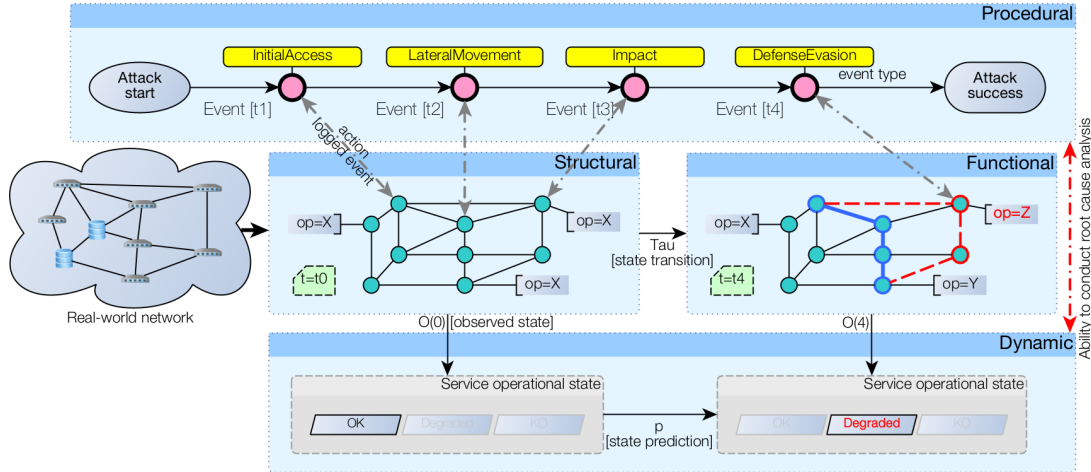 Procedural
InitialAccess
LateralMovement
Impact
DefenseEvasion
Attack
start
event type
Attack
success
Event [t1]
Event [t2]
Event [t3]
Event [t4]
action
logged event
Structural
Functional
op=X
op=X
op=X
t=t0
Tau
[state transition]
op=X
op=Z
op=Y
t=t4
Real-world network
O(0)
[observed state]
O(4)
Ability to conduct root cause analysis
Dynamic
Service operational state
OK
Degraded
KO
p
[state prediction]
Service operational state
OK
Degraded
KO